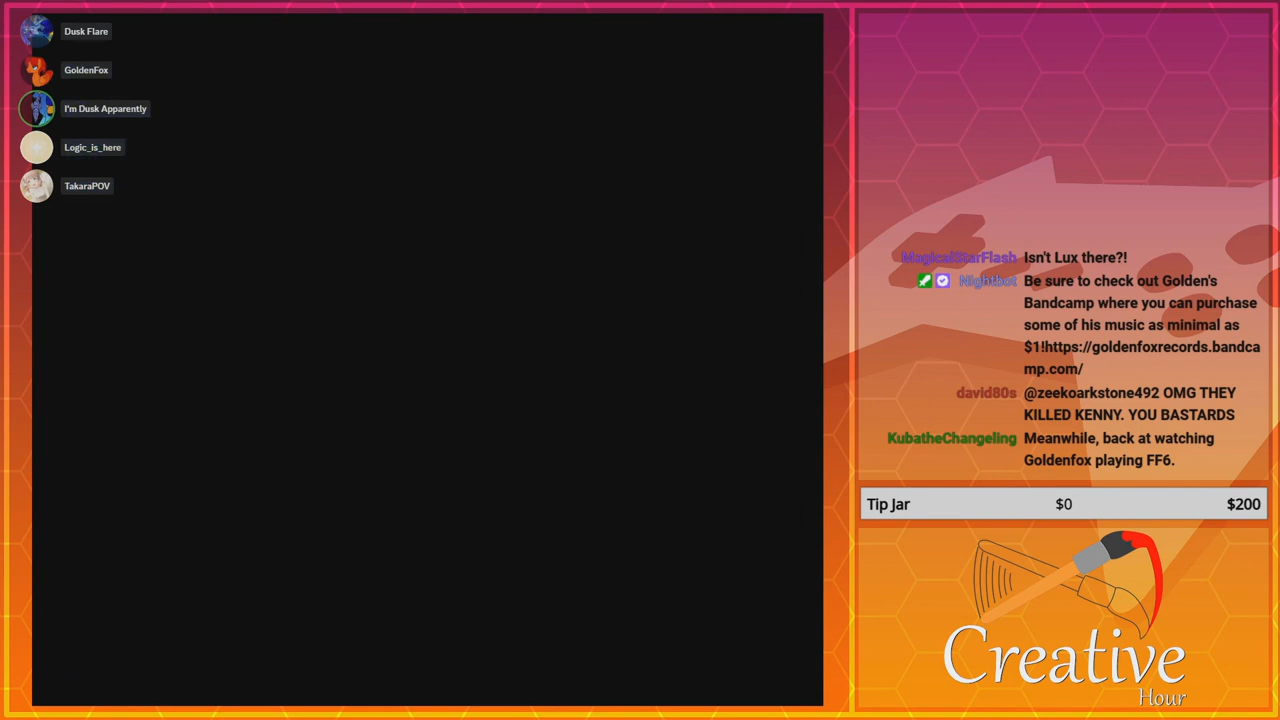 Dusk Flare
GoldenFox
I'm Dusk Apparently
Logic_is_here
TakaraPOV
MagicalStarFlash Isn't Lux there?!
Nightbot Be sure to check out Golden's
Bandcamp where you can purchase
some of his music as minimal as
$1!https://goldenfoxrecords.bandca
mp.com/
david80s @zeekoarkstone492 OMG THEY
KILLED KENNY. YOU BASTARDS
KubatheChangeling Meanwhile, back at watching
Goldenfox playing FF6.
Tip Jar $0 $200
Creative
Hour